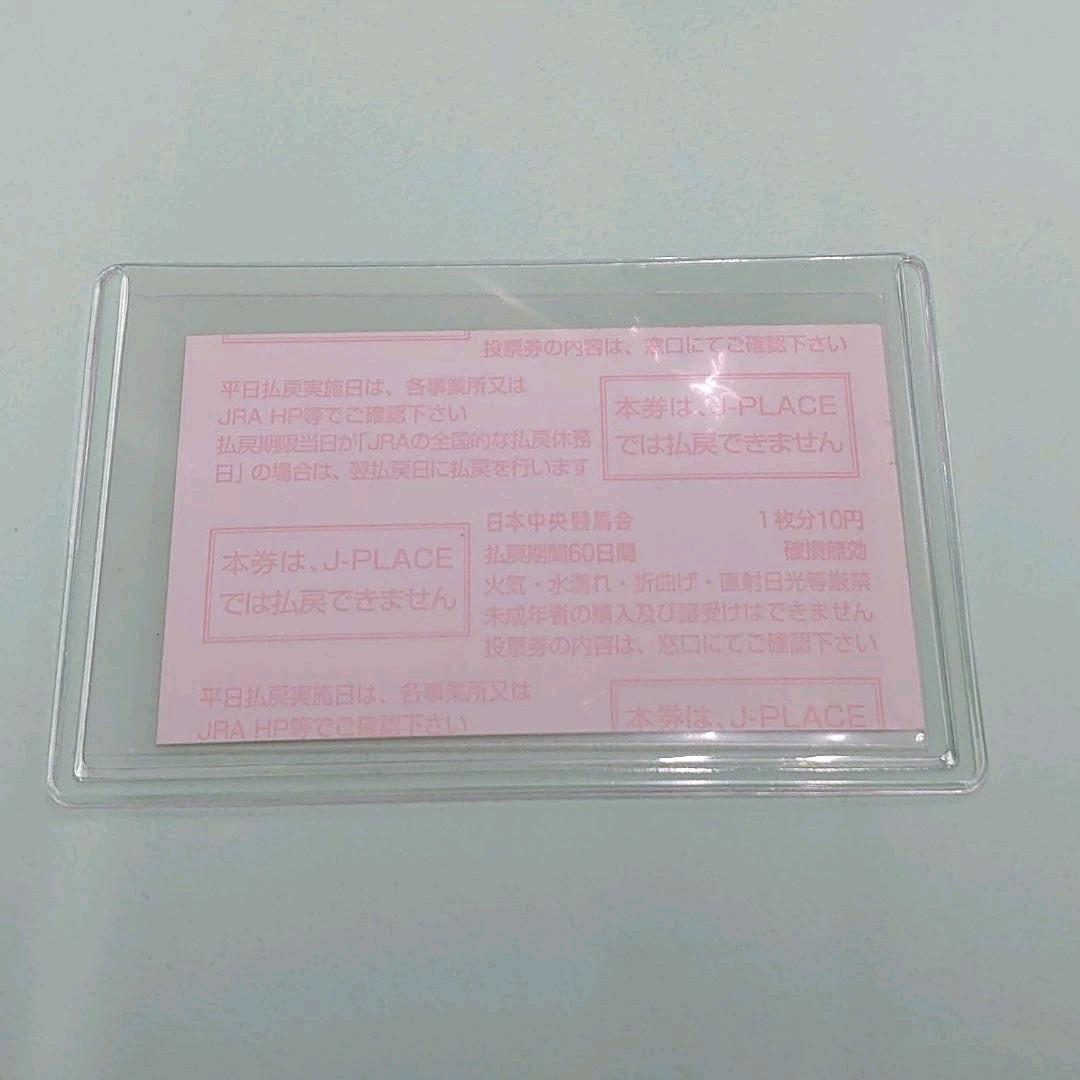 投票券の内容は、窓口にてご確認下さい
平日払戻実施日は、各事業所又は
JRA HP等でご確認下さい
払戻期限当日が「JRAの全国的な払戻休務
日」の場合は、翌払戻日に払戻を行います
本券は、J-PLACE
では払戻できません
本券は、J-PLACE
では払戻できません
日本中央競馬会 1枚分10円
払戻期間60日間 破損無効
火気・水濡れ・折曲げ・直射日光等厳禁
未成年者の購入及び譲受けはできません
投票券の内容は、窓口にてご確認下さい
平日払戻実施日は、各事業所又は
JRA HP等でご確認下さい
本券は、J-PLACE